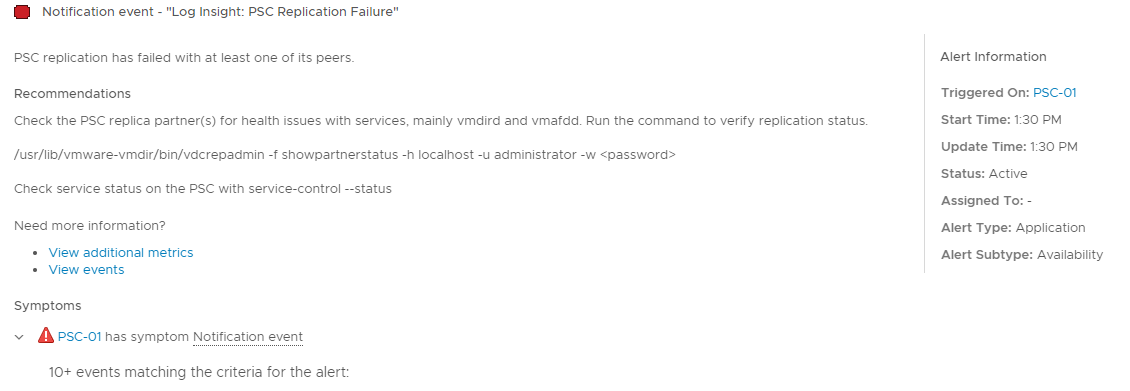 Notification event - "Log Insight: PSC Replication Failure"
PSC replication has failed with at least one of its peers.
Recommendations
Check the PSC replica partner(s) for health issues with services, mainly vmdird and vmafdd. Run the command to verify replication status.
/usr/lib/vmware-vmdir/bin/vdcrepadmin -f showpartnerstatus -h localhost -u administrator -w <password>
Check service status on the PSC with service-control --status
Need more information?
• View additional metrics
• View events
Symptoms
PSC-01 has symptom Notification event
10+ events matching the criteria for the alert:
Alert Information
Triggered On: PSC-01
Start Time: 1:30 PM
Update Time: 1:30 PM
Status: Active
Assigned To: -
Alert Type: Application
Alert Subtype: Availability